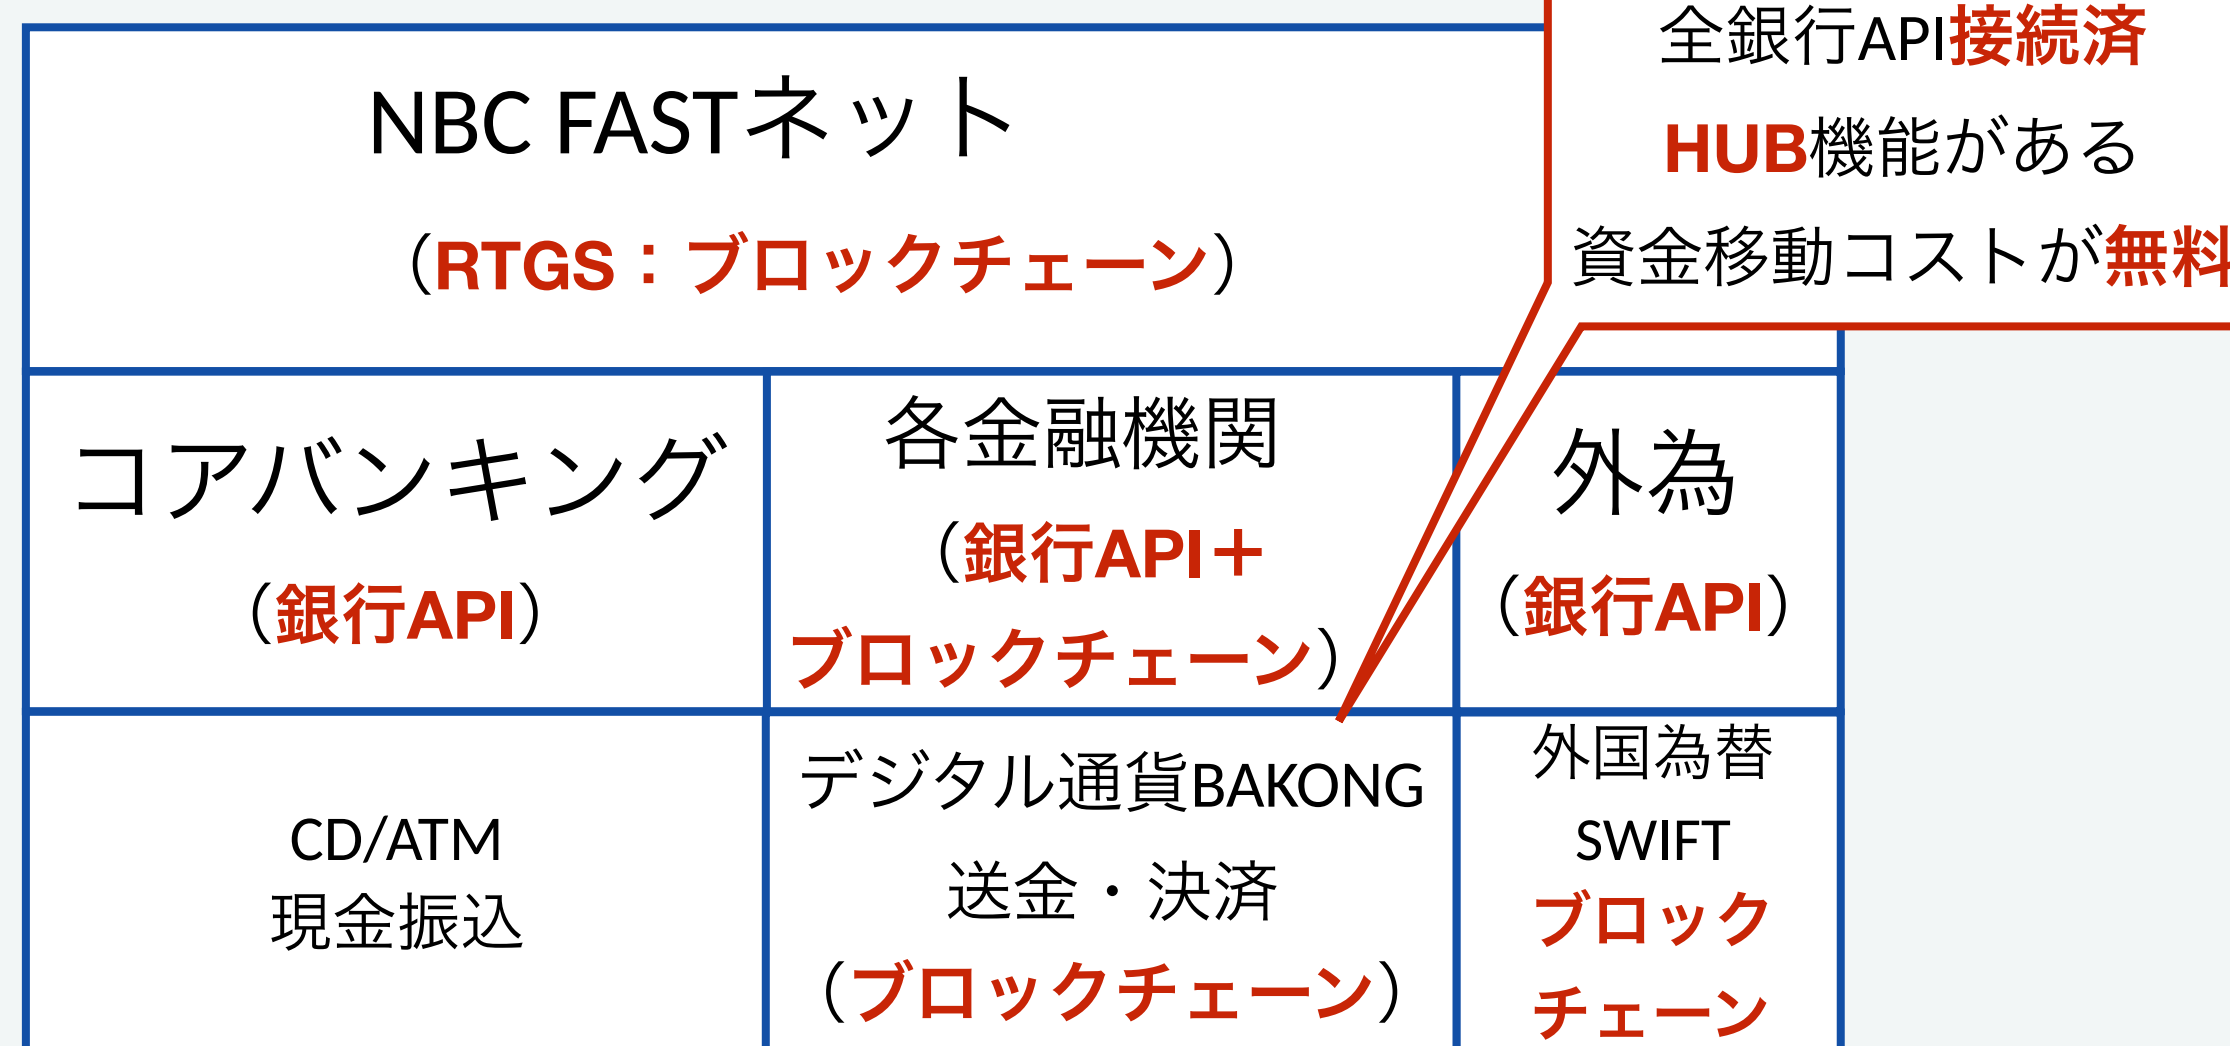 全銀行API接続済
HUB機能がある
資金移動コストが無料
NBC FASTネット
（RTGS：ブロックチェーン）
コアバンキング
（銀行API）
各金融機関
（銀行API＋
ブロックチェーン）
外為
（銀行API）
CD/ATM
現金振込
デジタル通貨BAKONG
送金・決済
（ブロックチェーン）
外国為替
SWIFT
ブロック
チェーン